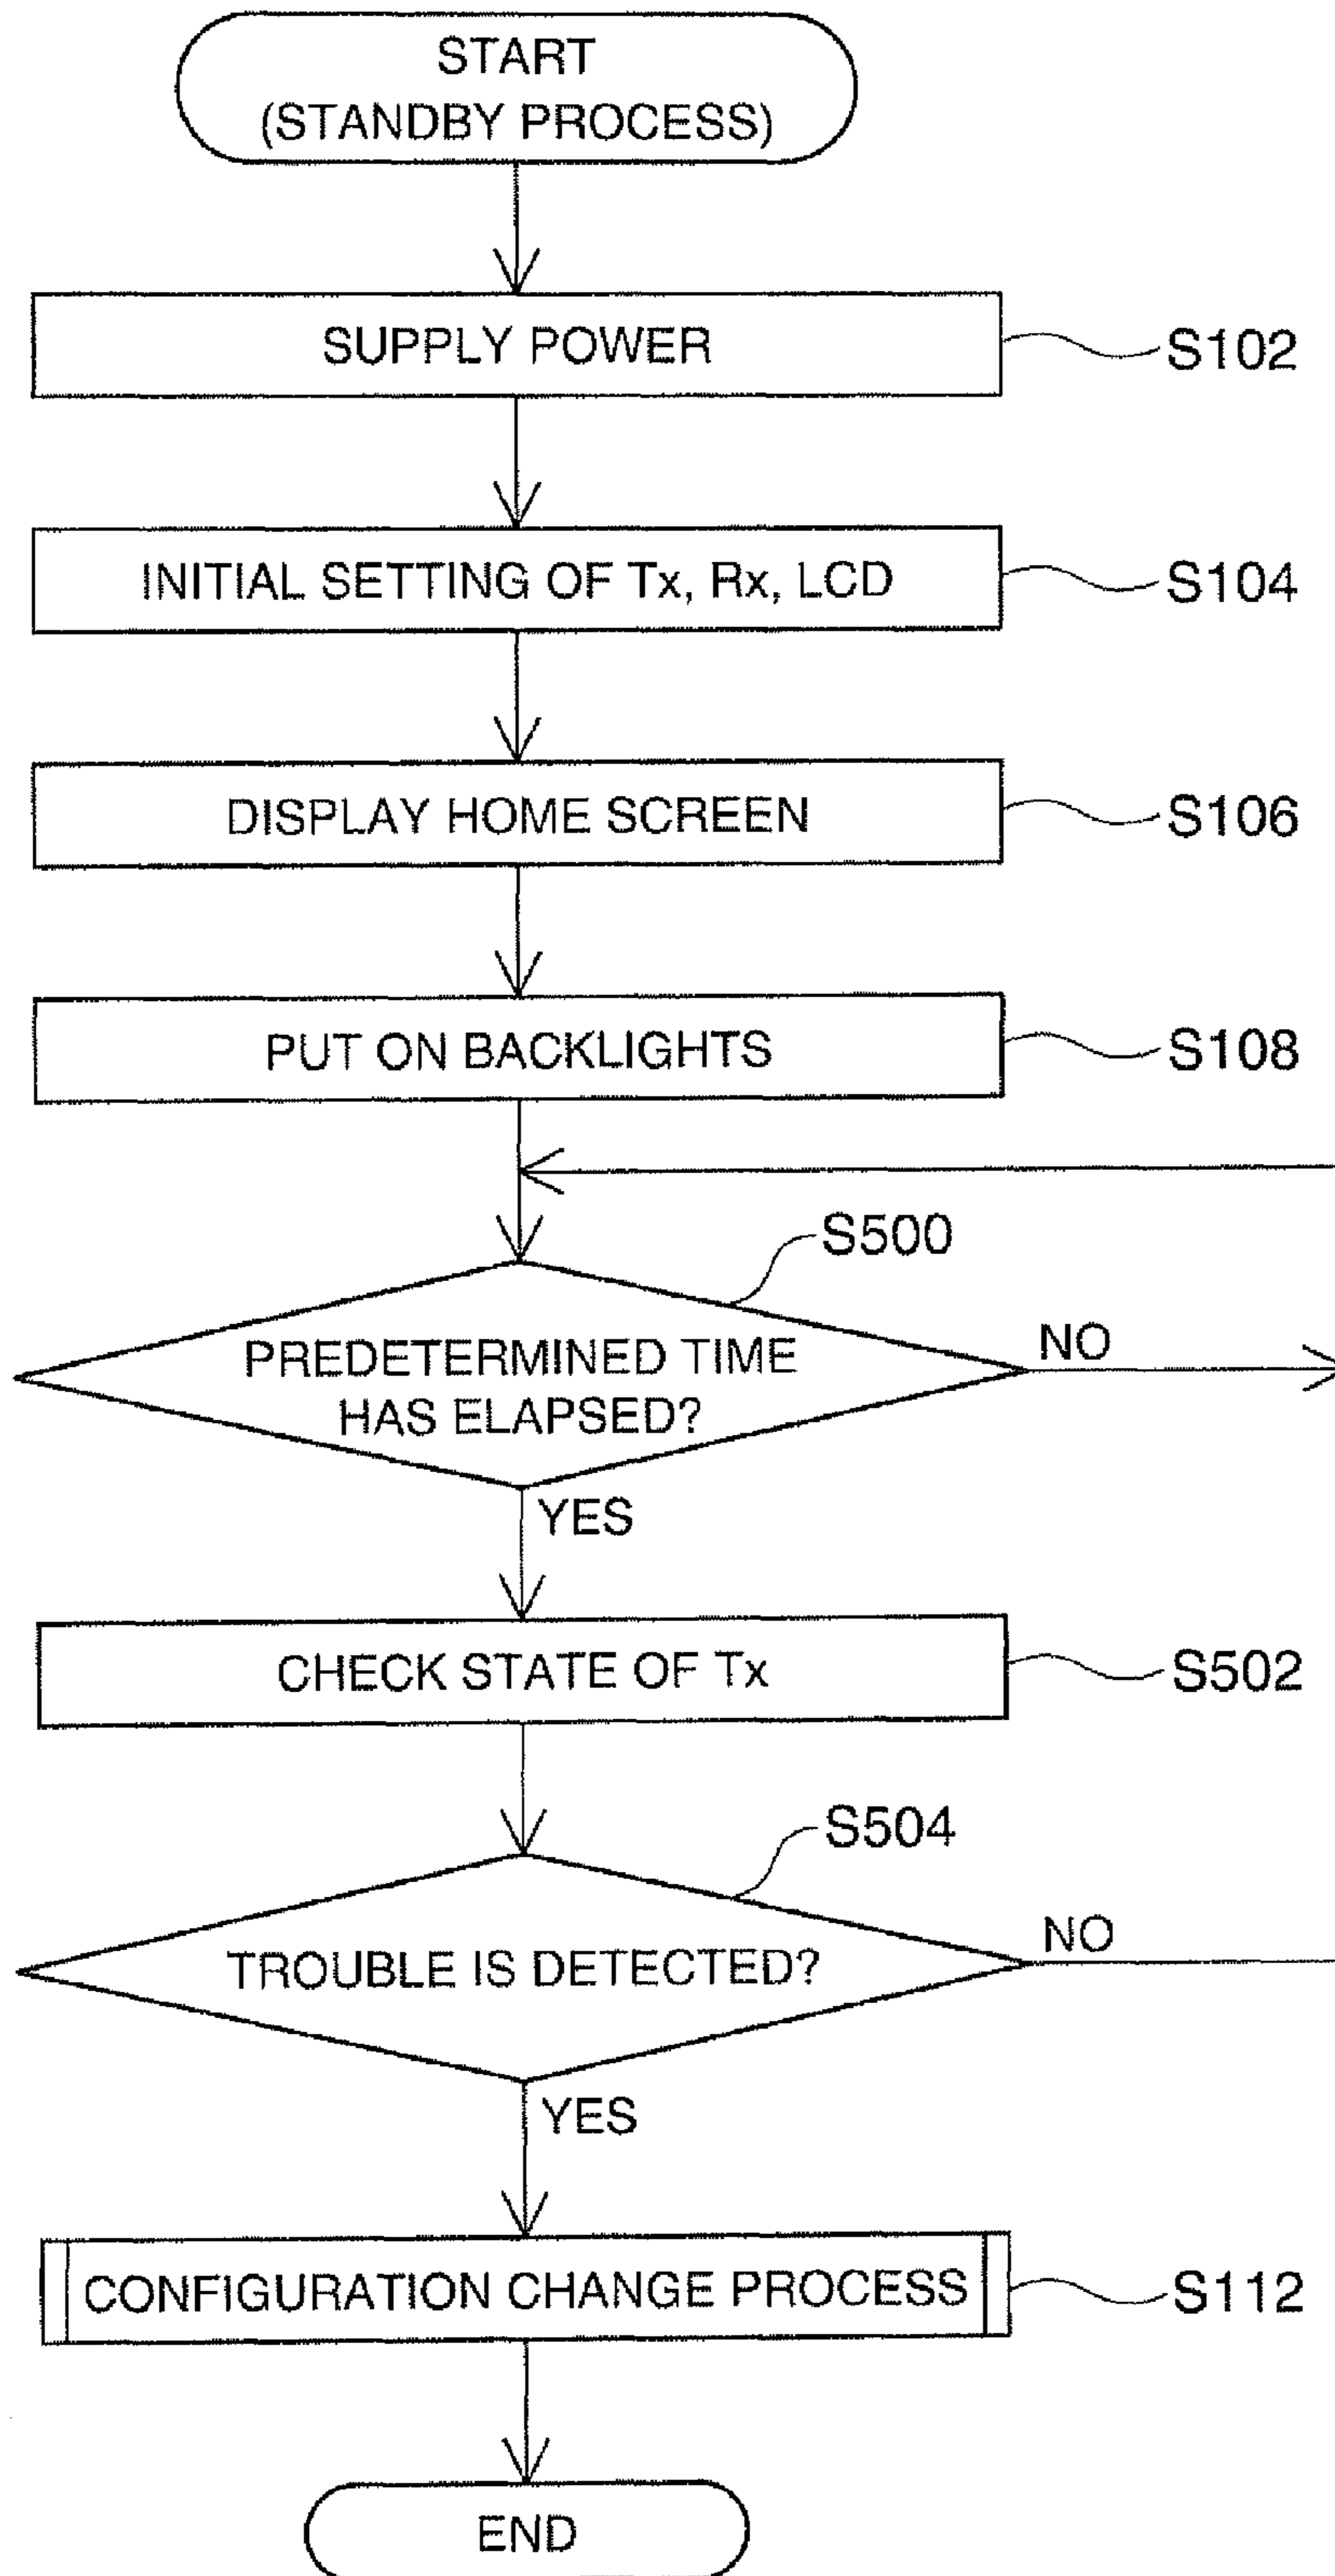 START
(STANDBY PROCESS)
SUPPLY POWER
S102
INITIAL SETTING OF Tx, Rx, LCD
S104
DISPLAY HOME SCREEN
S106
PUT ON BACKLIGHTS
S108
S500
PREDETERMINED TIME
HAS ELAPSED?
NO
YES
CHECK STATE OF Tx
S502
S504
TROUBLE IS DETECTED?
NO
YES
CONFIGURATION CHANGE PROCESS
S112
END